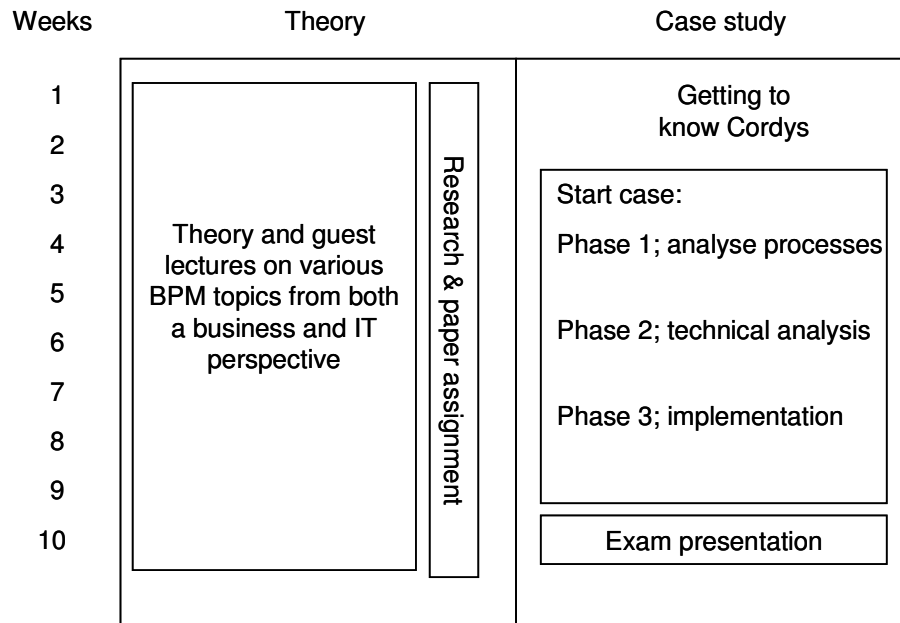 Weeks
Theory
Case study
1
2
3
4
5
6
7
8
9
10
Theory and guest
lectures on various
BPM topics from both
a business and IT
perspective
Research & paper assignment
Getting to
know Cordys
Start case:
Phase 1; analyse processes
Phase 2; technical analysis
Phase 3; implementation
Exam presentation